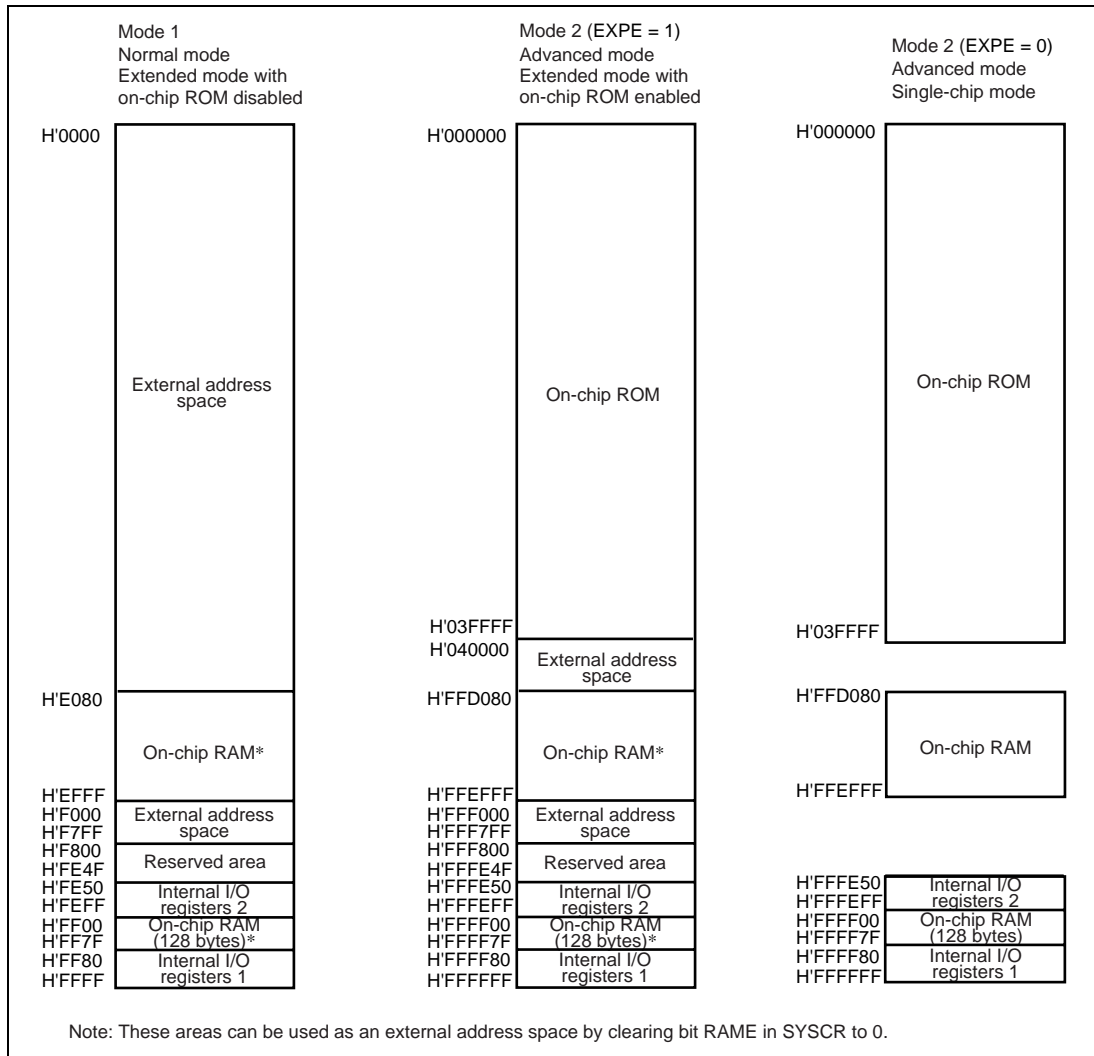 Mode 1
Normal mode
Extended mode with
on-chip ROM disabled
H'0000
External address
space
H'E080
On-chip RAM*
H'EFFF
H'F000
External address
space
H'F7FF
H'F800
Reserved area
H'FE4F
H'FE50
Internal I/O
registers 2
H'FEFF
H'FF00
On-chip RAM
(128 bytes)*
H'FF7F
H'FF80
Internal I/O
registers 1
H'FFFF
Mode 2 (EXPE = 1)
Advanced mode
Extended mode with
on-chip ROM enabled
H'000000
On-chip ROM
H'03FFFF
H'040000
External address
space
H'FFD080
On-chip RAM*
H'FFEFFF
H'FFF000
External address
space
H'FFF7FF
H'FFF800
Reserved area
H'FFFE4F
H'FFFE50
Internal I/O
registers 2
H'FFFEFF
H'FFFF00
On-chip RAM
(128 bytes)*
H'FFFF7F
H'FFFF80
Internal I/O
registers 1
H'FFFFFF
Mode 2 (EXPE = 0)
Advanced mode
Single-chip mode
H'000000
On-chip ROM
H'03FFFF
H'FFD080
On-chip RAM
H'FFEFFF
H'FFFE50
Internal I/O
registers 2
H'FFFEFF
H'FFFF00
On-chip RAM
(128 bytes)
H'FFFF7F
H'FFFF80
Internal I/O
registers 1
H'FFFFFF
Note: These areas can be used as an external address space by clearing bit RAME in SYSCR to 0.